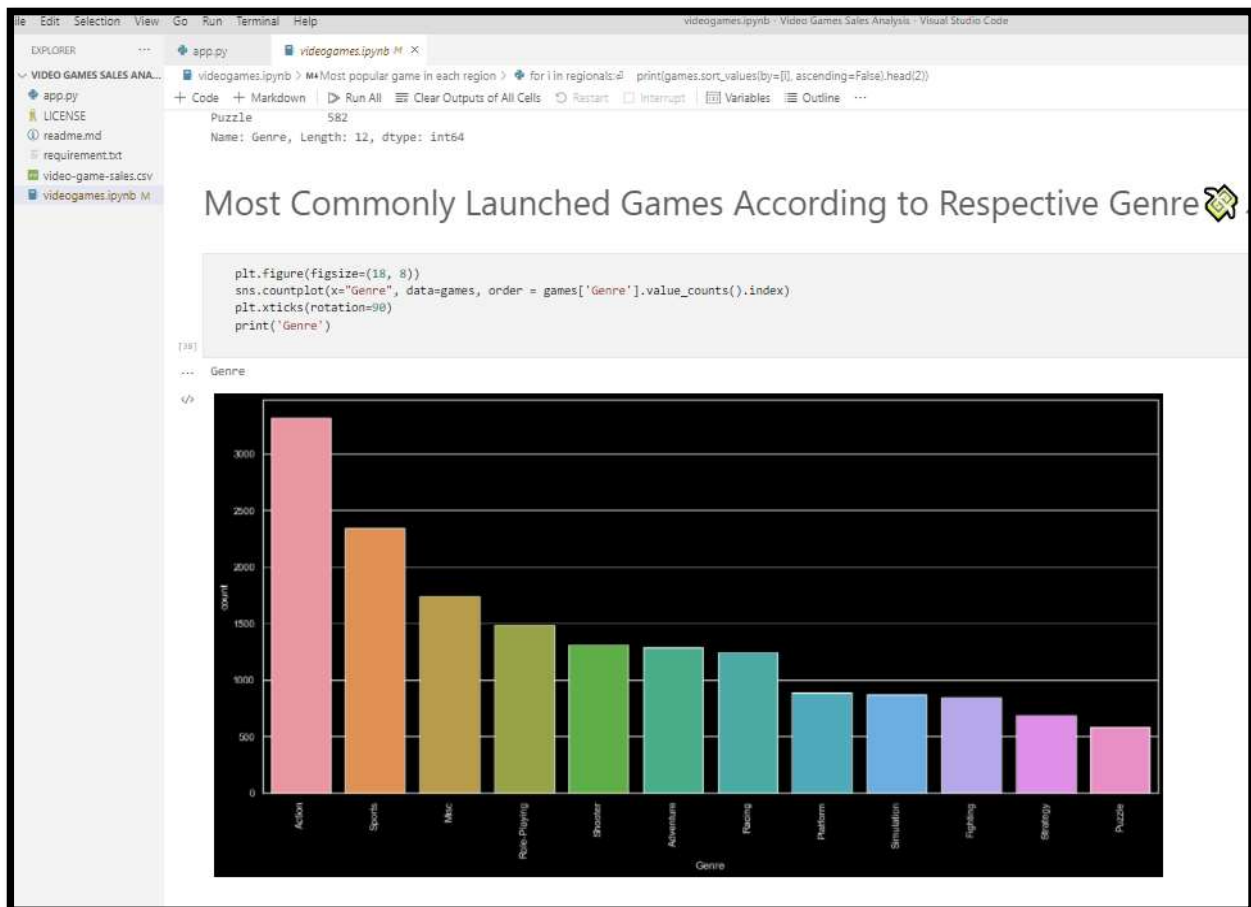 ile Edit Selection View Go Run Terminal Help videogames.ipynb - Video Games Sales Analysis - Visual Studio Code
EXPLORER ··· app.py videogames.ipynb M ×
VIDEO GAMES SALES ANA...
app.py
LICENSE
readme.md
requirement.txt
video-game-sales.csv
videogames.ipynb M
videogames.ipynb > M↓Most popular game in each region > for i in regionals:⏎ print(games.sort_values(by=[i], ascending=False).head(2))
+ Code + Markdown Run All Clear Outputs of All Cells Restart Interrupt Variables Outline ···
Puzzle 582
Name: Genre, Length: 12, dtype: int64
Most Commonly Launched Games According to Respective Genre
plt.figure(figsize=(18, 8))
sns.countplot(x="Genre", data=games, order = games['Genre'].value_counts().index)
plt.xticks(rotation=90)
print('Genre')
[38]
··· Genre
</>
3000
2500
2000
1500
1000
500
0
count
Action
Sports
Misc
Role-Playing
Shooter
Adventure
Racing
Platform
Simulation
Fighting
Strategy
Puzzle
Genre